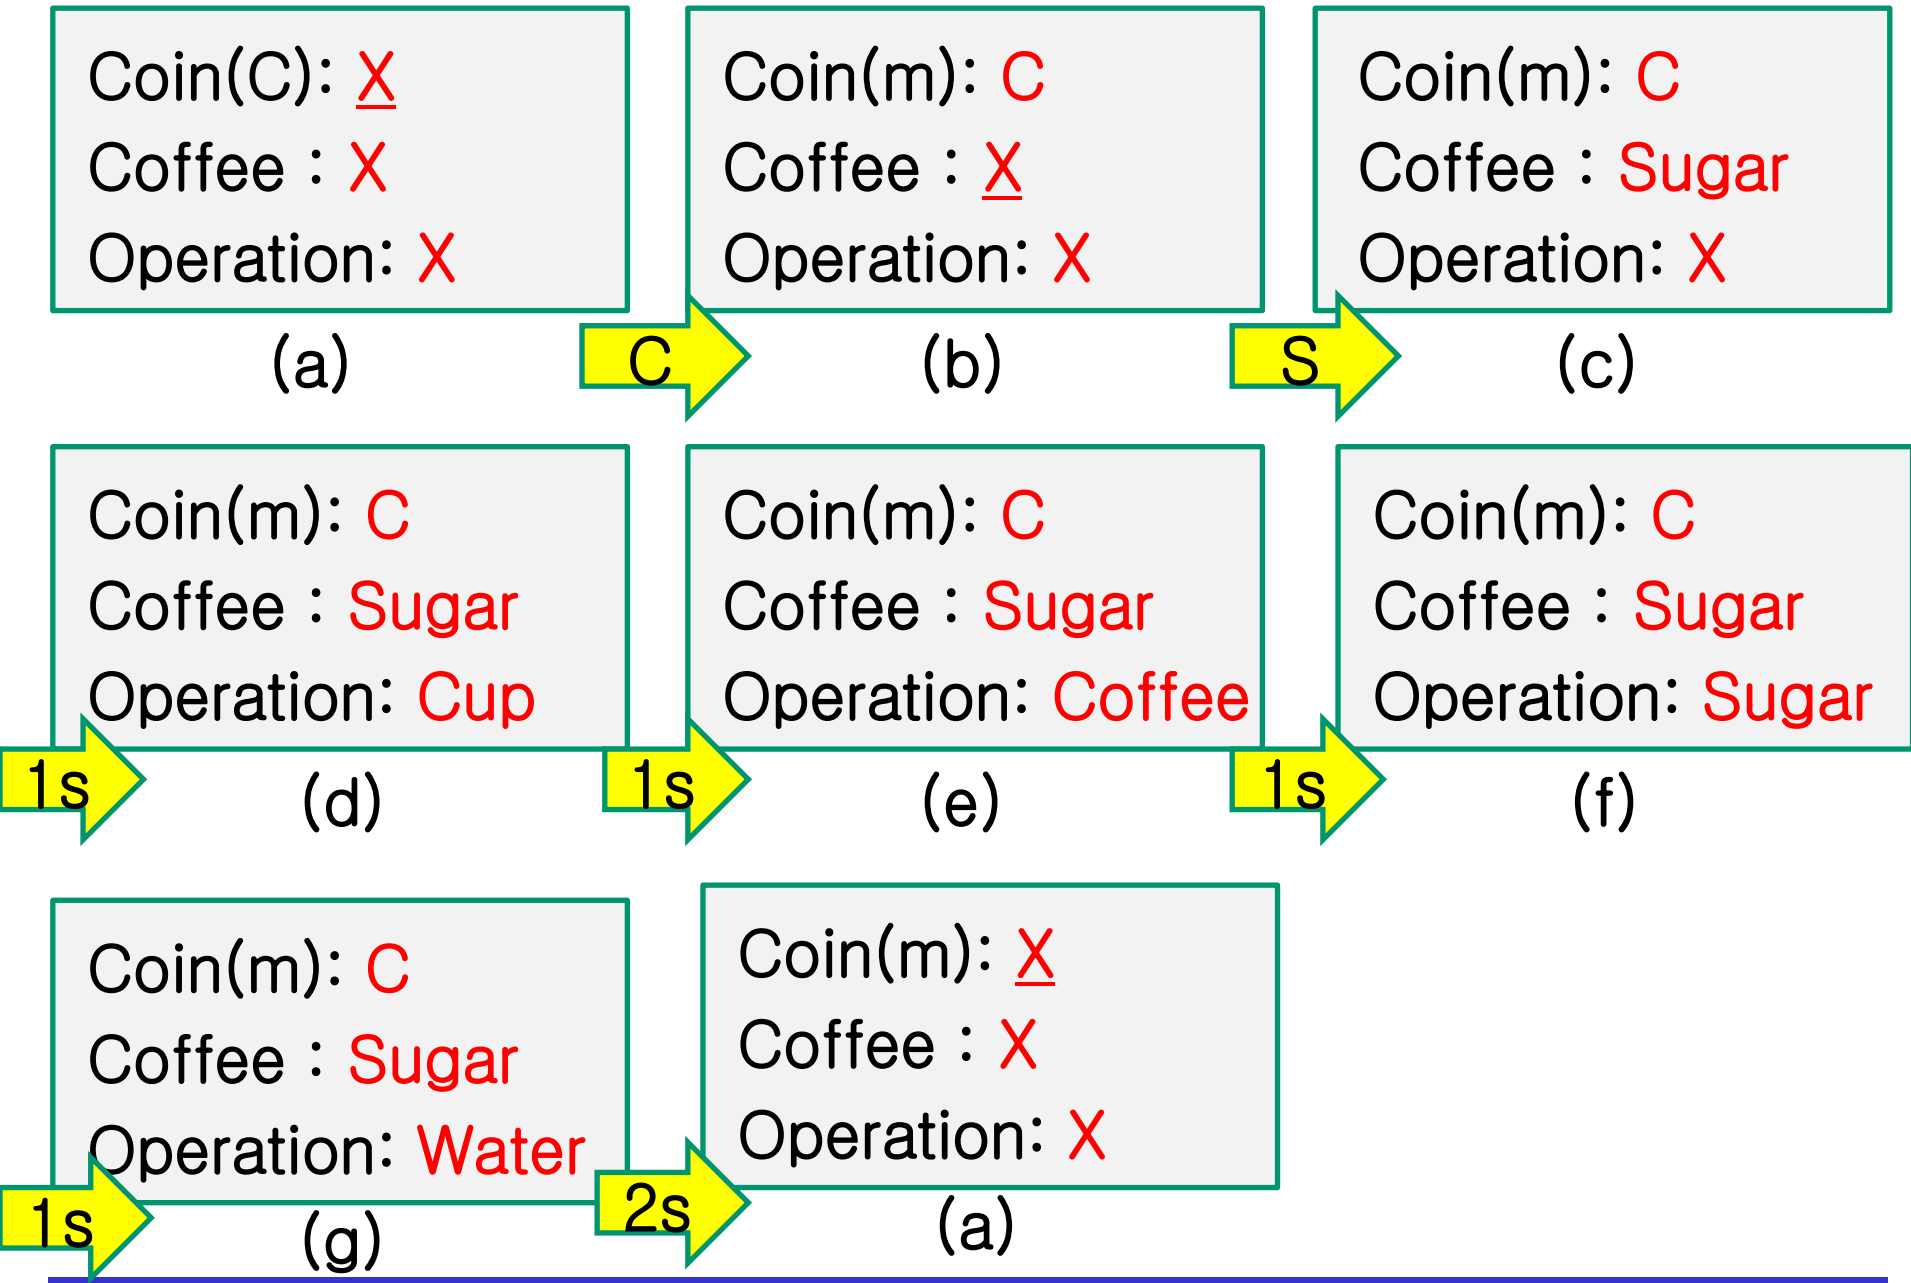 Coin(C): X
Coffee : X
Operation: X
(a)
C
Coin(m): C
Coffee : X
Operation: X
(b)
S
Coin(m): C
Coffee : Sugar
Operation: X
(c)
1s
Coin(m): C
Coffee : Sugar
Operation: Cup
(d)
1s
Coin(m): C
Coffee : Sugar
Operation: Coffee
(e)
1s
Coin(m): C
Coffee : Sugar
Operation: Sugar
(f)
1s
Coin(m): C
Coffee : Sugar
Operation: Water
(g)
2s
Coin(m): X
Coffee : X
Operation: X
(a)